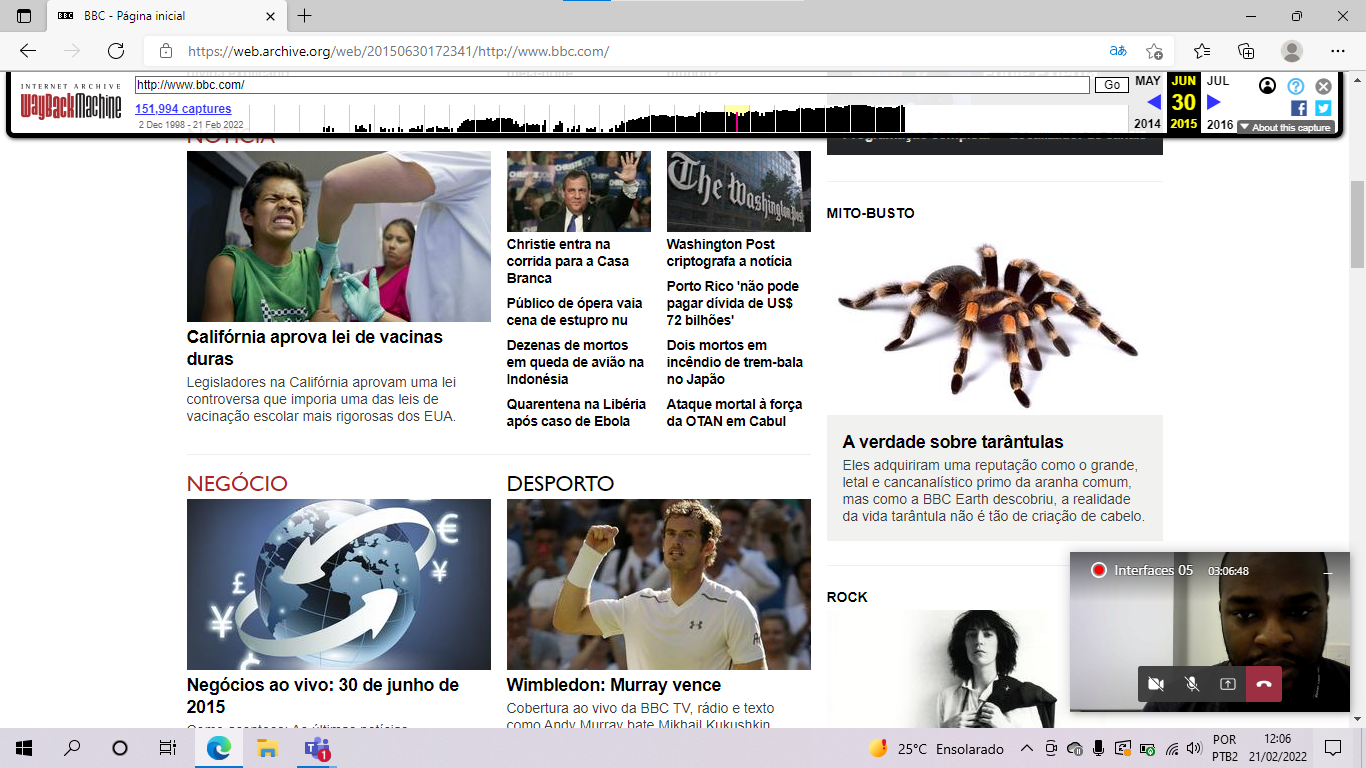 BBC - Página inicial
https://web.archive.org/web/20150630172341/http://www.bbc.com/
INTERNET ARCHIVE
WayBackMachine
http://www.bbc.com/
Go
151,994 captures
2 Dec 1998 - 21 Feb 2022
MAY JUN JUL
30
2014 2015 2016
About this capture
NOTÍCIA
Califórnia aprova lei de vacinas
duras
Legisladores na Califórnia aprovam uma lei
controversa que imporia uma das leis de
vacinação escolar mais rigorosas dos EUA.
Christie entra na
corrida para a Casa
Branca
Público de ópera vaia
cena de estupro nu
Dezenas de mortos
em queda de avião na
Indonésia
Quarentena na Libéria
após caso de Ebola
The Washington Post
Washington Post
criptografa a notícia
Porto Rico 'não pode
pagar dívida de US$
72 bilhões'
Dois mortos em
incêndio de trem-bala
no Japão
Ataque mortal à força
da OTAN em Cabul
MITO-BUSTO
A verdade sobre tarântulas
Eles adquiriram uma reputação como o grande,
letal e cancanalístico primo da aranha comum,
mas como a BBC Earth descobriu, a realidade
da vida tarântula não é tão de criação de cabelo.
NEGÓCIO
Negócios ao vivo: 30 de junho de
2015
DESPORTO
Wimbledon: Murray vence
Cobertura ao vivo da BBC TV, rádio e texto
como Andy Murray bate Mikhail Kukushkin
ROCK
Interfaces 05 03:06:48
1
25°C Ensolarado
POR
PTB2
12:06
21/02/2022